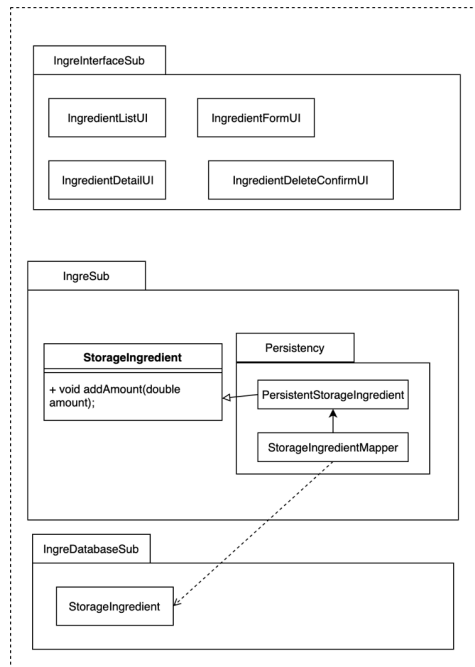 IngreInterfaceSub
IngredientListUI
IngredientFormUI
IngredientDetailUI
IngredientDeleteConfirmUI
IngreSub
StorageIngredient
+ void addAmount(double
amount);
Persistency
PersistentStorageIngredient
StorageIngredientMapper
IngreDatabaseSub
StorageIngredient